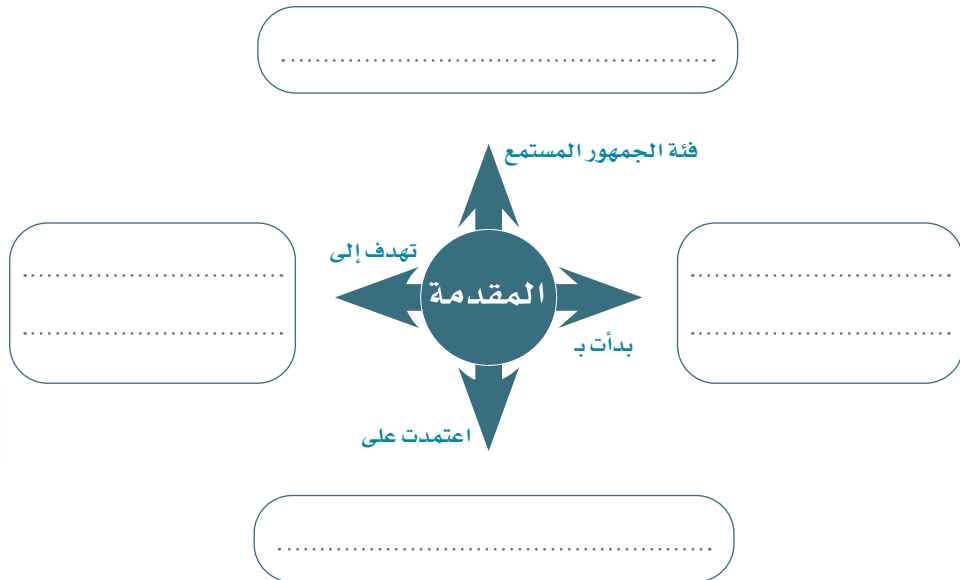 ................................................................
فئة الجمهور المستمع
تهدف إلى
المقدمة
بدأت بـ
اعتمدت على